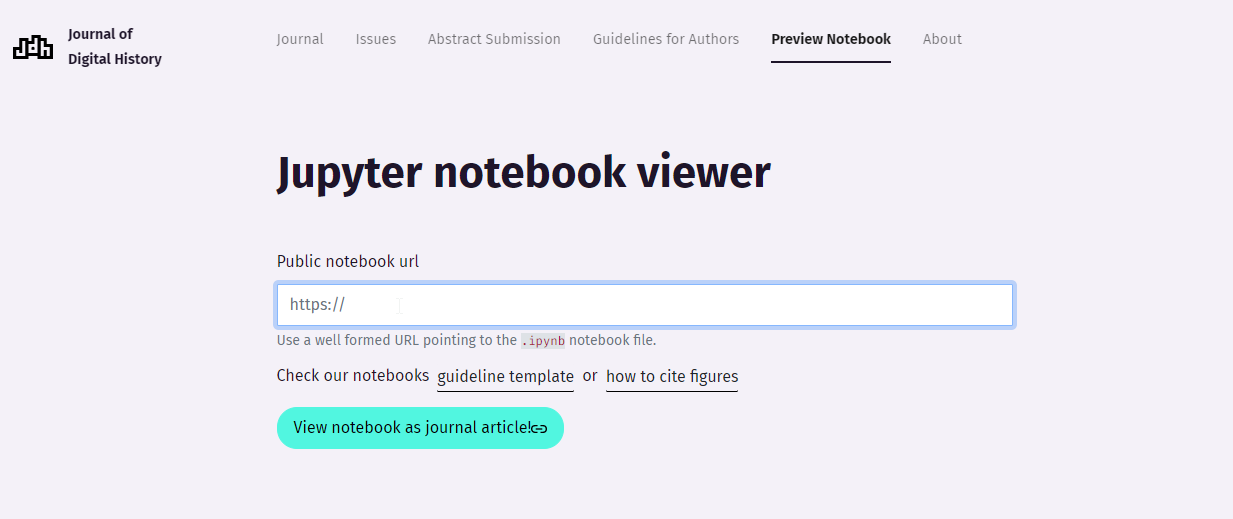 Journal of
Digital History
Journal Issues Abstract Submission Guidelines for Authors Preview Notebook About
Jupyter notebook viewer
Public notebook url
https://
Use a well formed URL pointing to the .ipynb notebook file.
Check our notebooks guideline template or how to cite figures
View notebook as journal article!